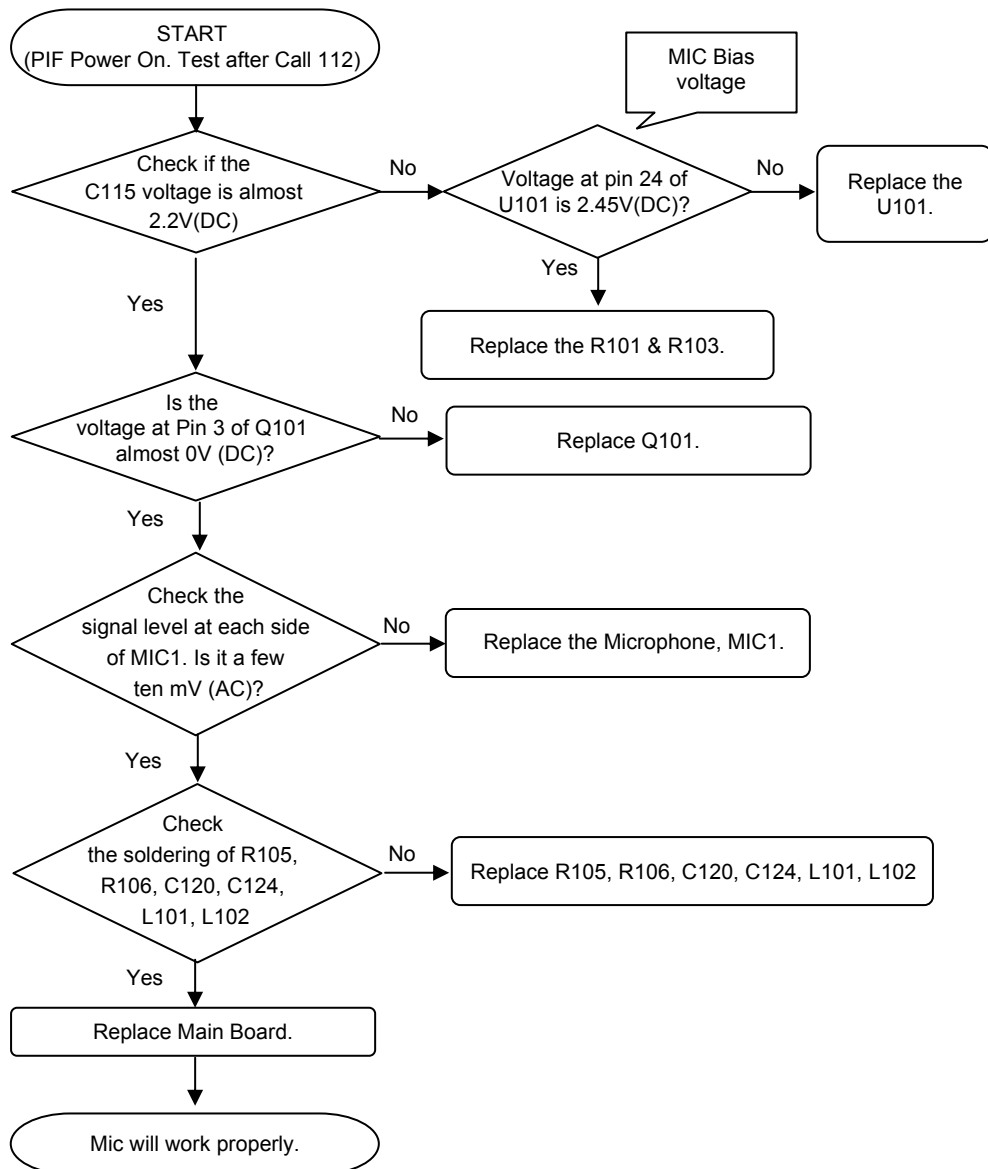 START
(PIF Power On. Test after Call 112)
MIC Bias
voltage
Check if the
C115 voltage is almost
2.2V(DC)
No
Voltage at pin 24 of
U101 is 2.45V(DC)?
No
Replace the
U101.
Yes
Yes
Replace the R101 & R103.
Is the
voltage at Pin 3 of Q101
almost 0V (DC)?
No
Replace Q101.
Yes
Check the
signal level at each side
of MIC1. Is it a few
ten mV (AC)?
No
Replace the Microphone, MIC1.
Yes
Check
the soldering of R105,
R106, C120, C124,
L101, L102
No
Replace R105, R106, C120, C124, L101, L102
Yes
Replace Main Board.
Mic will work properly.